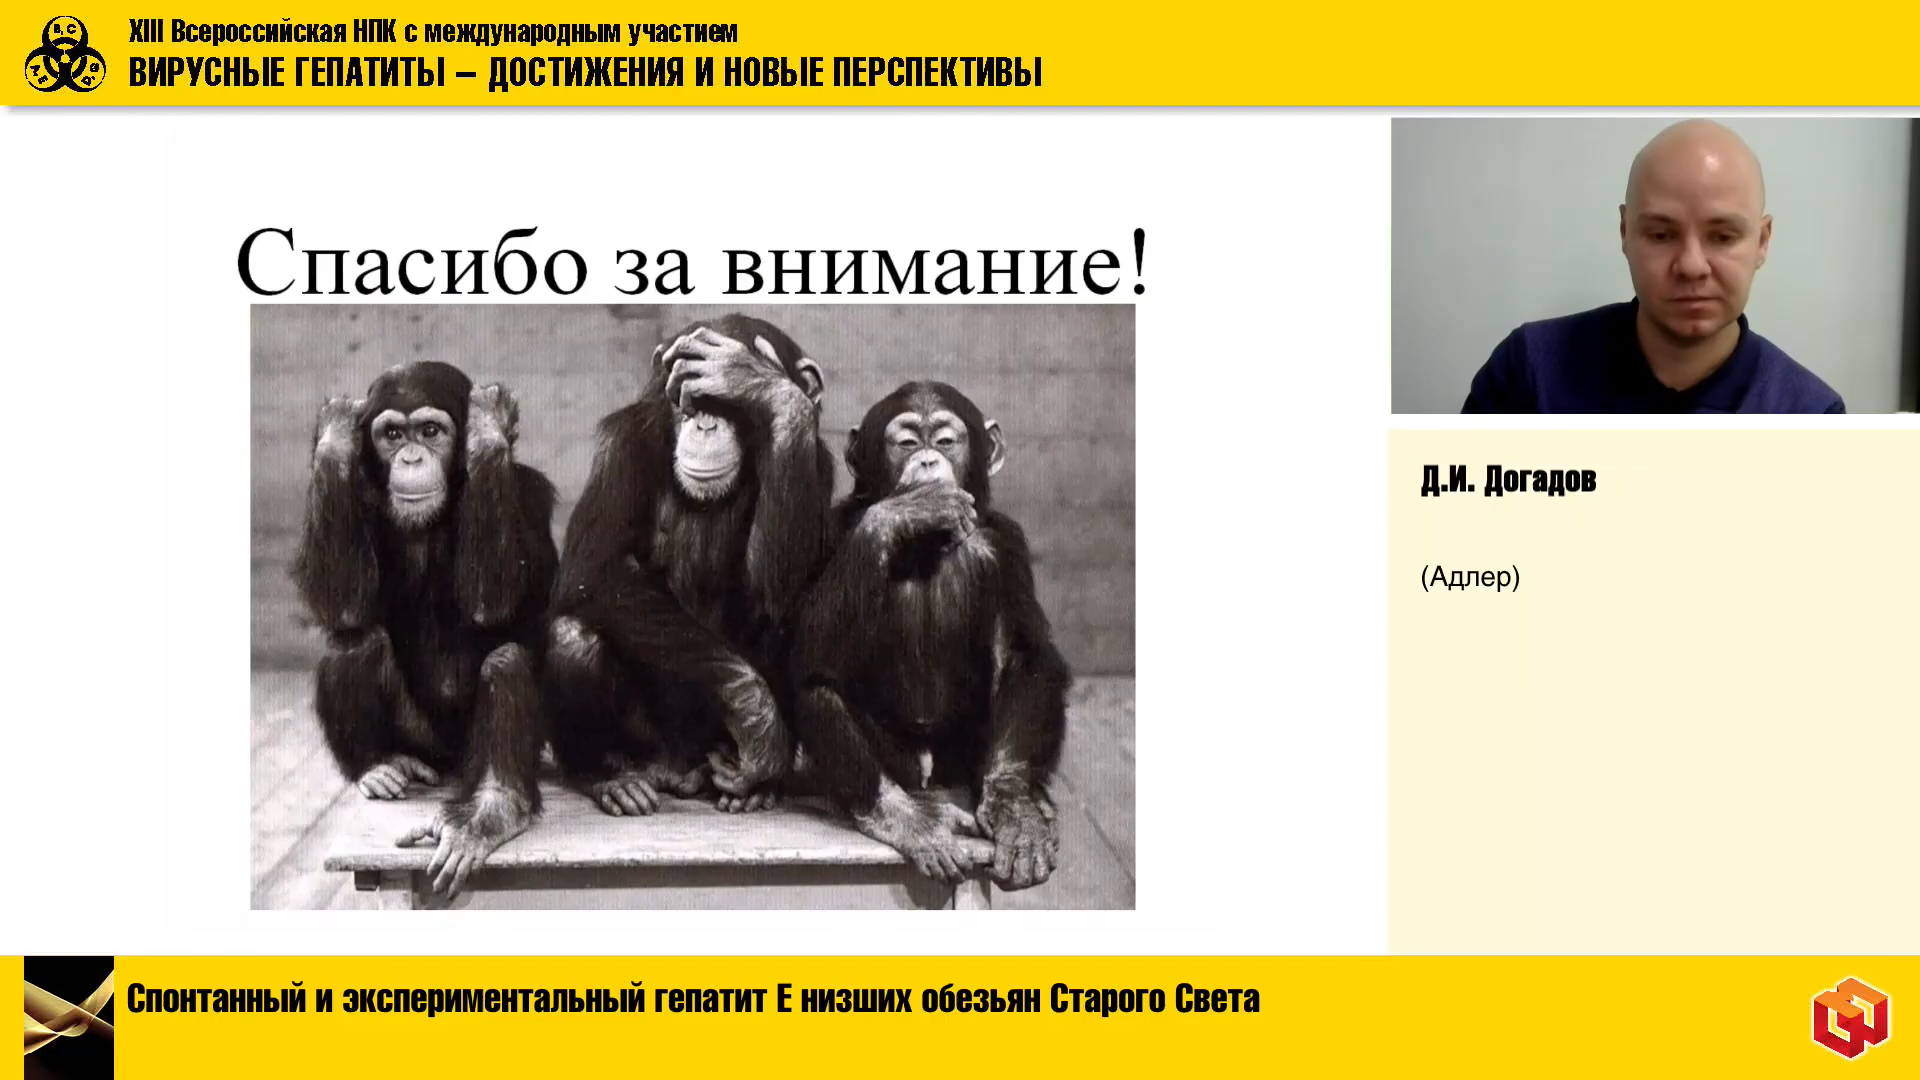 XIII Всероссийская НПК с международным участием
ВИРУСНЫЕ ГЕПАТИТЫ – ДОСТИЖЕНИЯ И НОВЫЕ ПЕРСПЕКТИВЫ
B, C
Спасибо за внимание!
Д.И. Догадов
(Адлер)
Спонтанный и экспериментальный гепатит Е низших обезьян Старого Света